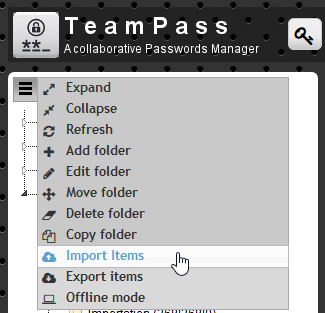 TeamPass
A collaborative Passwords Manager
Expand
Collapse
Refresh
Add folder
Edit folder
Move folder
Delete folder
Copy folder
Import items
Export items
Offline mode